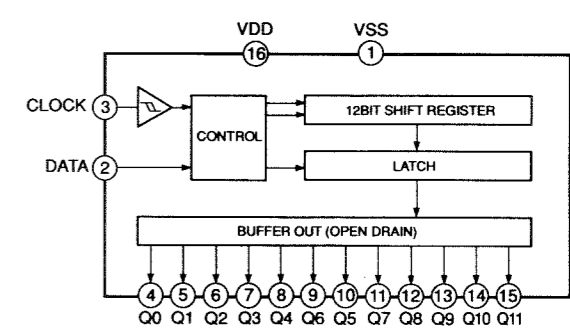 VDD VSS
16 1
CLOCK 3 12BIT SHIFT REGISTER
CONTROL
DATA 2 LATCH
BUFFER OUT (OPEN DRAIN)
4 5 6 7 8 9 10 11 12 13 14 15
Q0 Q1 Q2 Q3 Q4 Q6 Q5 Q7 Q8 Q9 Q10 Q11